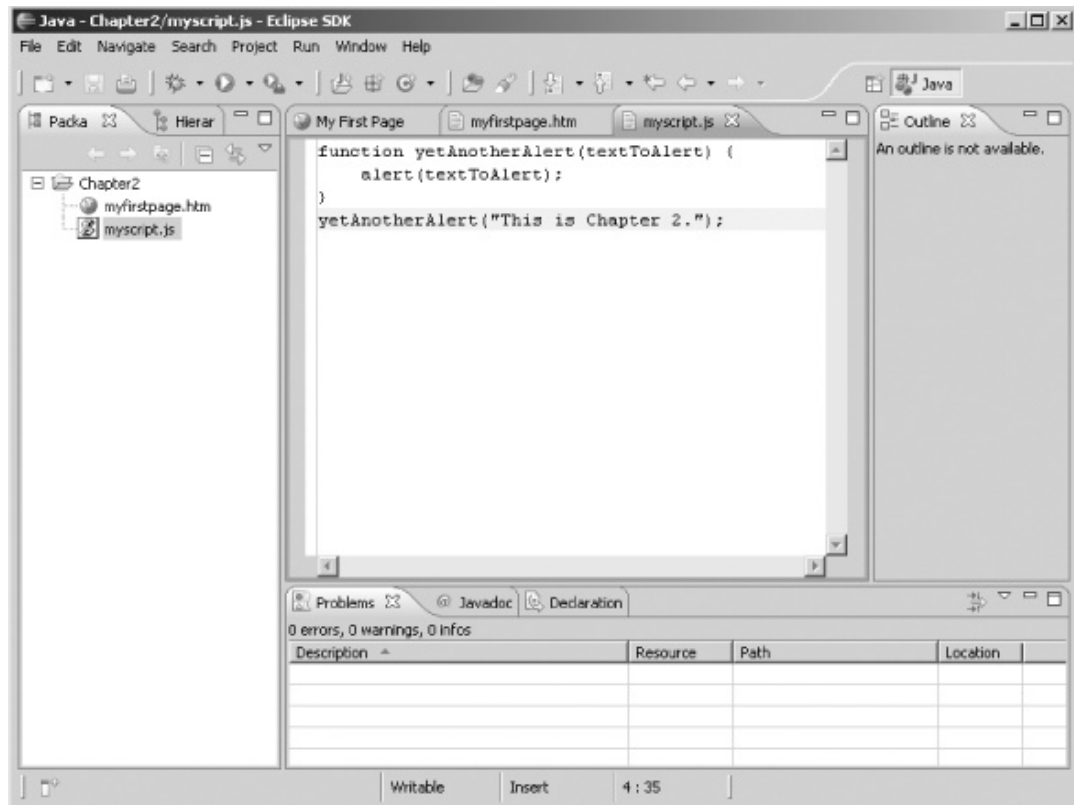 Java - Chapter2/myscript.js - Eclipse SDK
File Edit Navigate Search Project Run Window Help
Java
Packa
Hierar
My First Page
myfirstpage.htm
myscript.js
Outline
Chapter2
myfirstpage.htm
myscript.js
function yetAnotherAlert(textToAlert) {
    alert(textToAlert);
}
yetAnotherAlert("This is Chapter 2.");
An outline is not available.
Problems
@ Javadoc
Declaration
0 errors, 0 warnings, 0 infos
Description Resource Path Location
Writable Insert 4 : 35